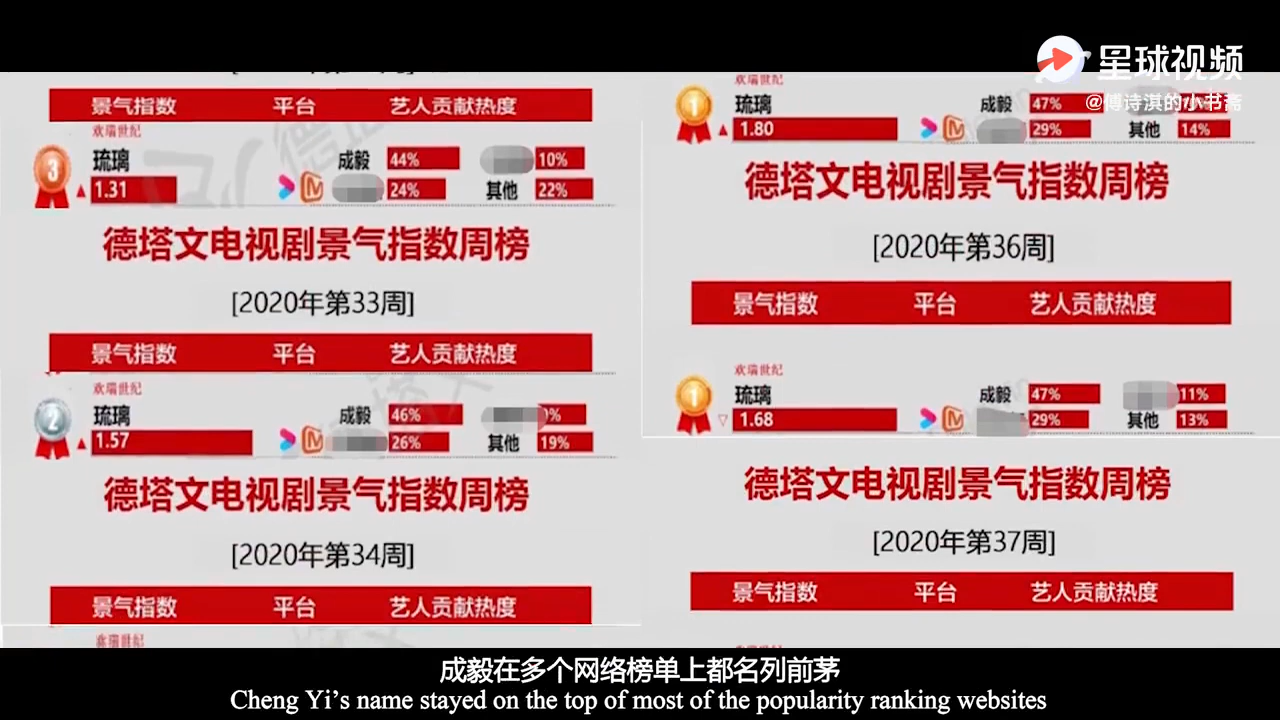 星球视频
@傅诗淇的小书斋
景气指数 平台 艺人贡献热度
欢瑞世纪
3 琉璃 成毅 44% 10%
1.31 24% 其他 22%
德塔文电视剧景气指数周榜
[2020年第33周]
景气指数 平台 艺人贡献热度
欢瑞世纪
2 琉璃 成毅 46%
1.57 26% 其他 19%
德塔文电视剧景气指数周榜
[2020年第34周]
景气指数 平台 艺人贡献热度
欢瑞世纪
欢瑞世纪
1 琉璃 成毅 47%
1.80 29% 其他 14%
德塔文电视剧景气指数周榜
[2020年第36周]
景气指数 平台 艺人贡献热度
欢瑞世纪
1 琉璃 成毅 47% 11%
1.68 29% 其他 13%
德塔文电视剧景气指数周榜
[2020年第37周]
景气指数 平台 艺人贡献热度
成毅在多个网络榜单上都名列前茅
Cheng Yi's name stayed on the top of most of the popularity ranking websites